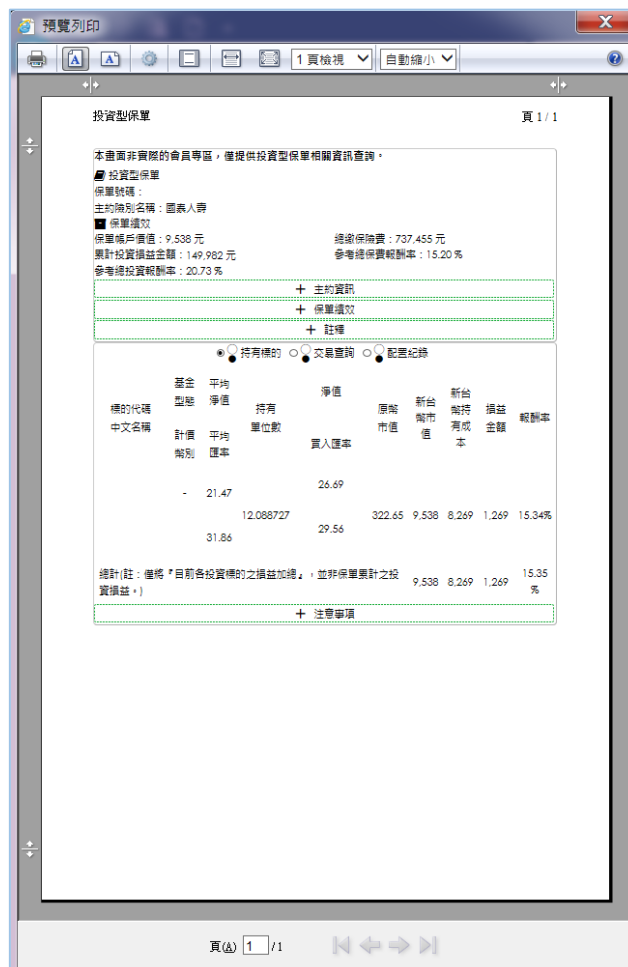 預覽列印
1 頁檢視 自動縮小
投資型保單 頁 1 / 1
本畫面非實際的會員專區，僅提供投資型保單相關資訊查詢。
投資型保單
保單號碼：
主約險別名稱：國泰人壽
保單績效
保單帳戶價值：9,538 元 總繳保險費：737,455 元
累計投資損益金額：149,982 元 參考總保費報酬率：15.20 %
參考總投資報酬率：20.73 %
+ 主約資訊
+ 保單績效
+ 註釋
持有標的 交易查詢 配置紀錄
標的代碼 中文名稱 基金型態 計價幣別 平均淨值 平均匯率 持有單位數 淨值 買入匯率 原幣市值 新台幣市值 新台幣持有成本 損益金額 報酬率
- 21.47 26.69
12.088727 322.65 9,538 8,269 1,269 15.34%
31.86 29.56
總計(註：僅將『目前各投資標的之損益加總』，並非保單累計之投
資損益。) 9,538 8,269 1,269 15.35 %
+ 注意事項
頁(A) 1 / 1